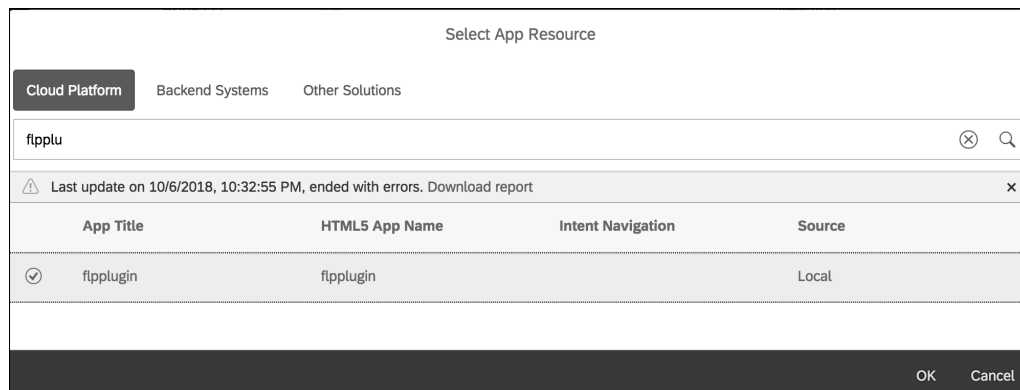 Select App Resource
Cloud Platform Backend Systems Other Solutions
flpplu
Last update on 10/6/2018, 10:32:55 PM, ended with errors. Download report
App Title HTML5 App Name Intent Navigation Source
flpplugin flpplugin Local
OK Cancel